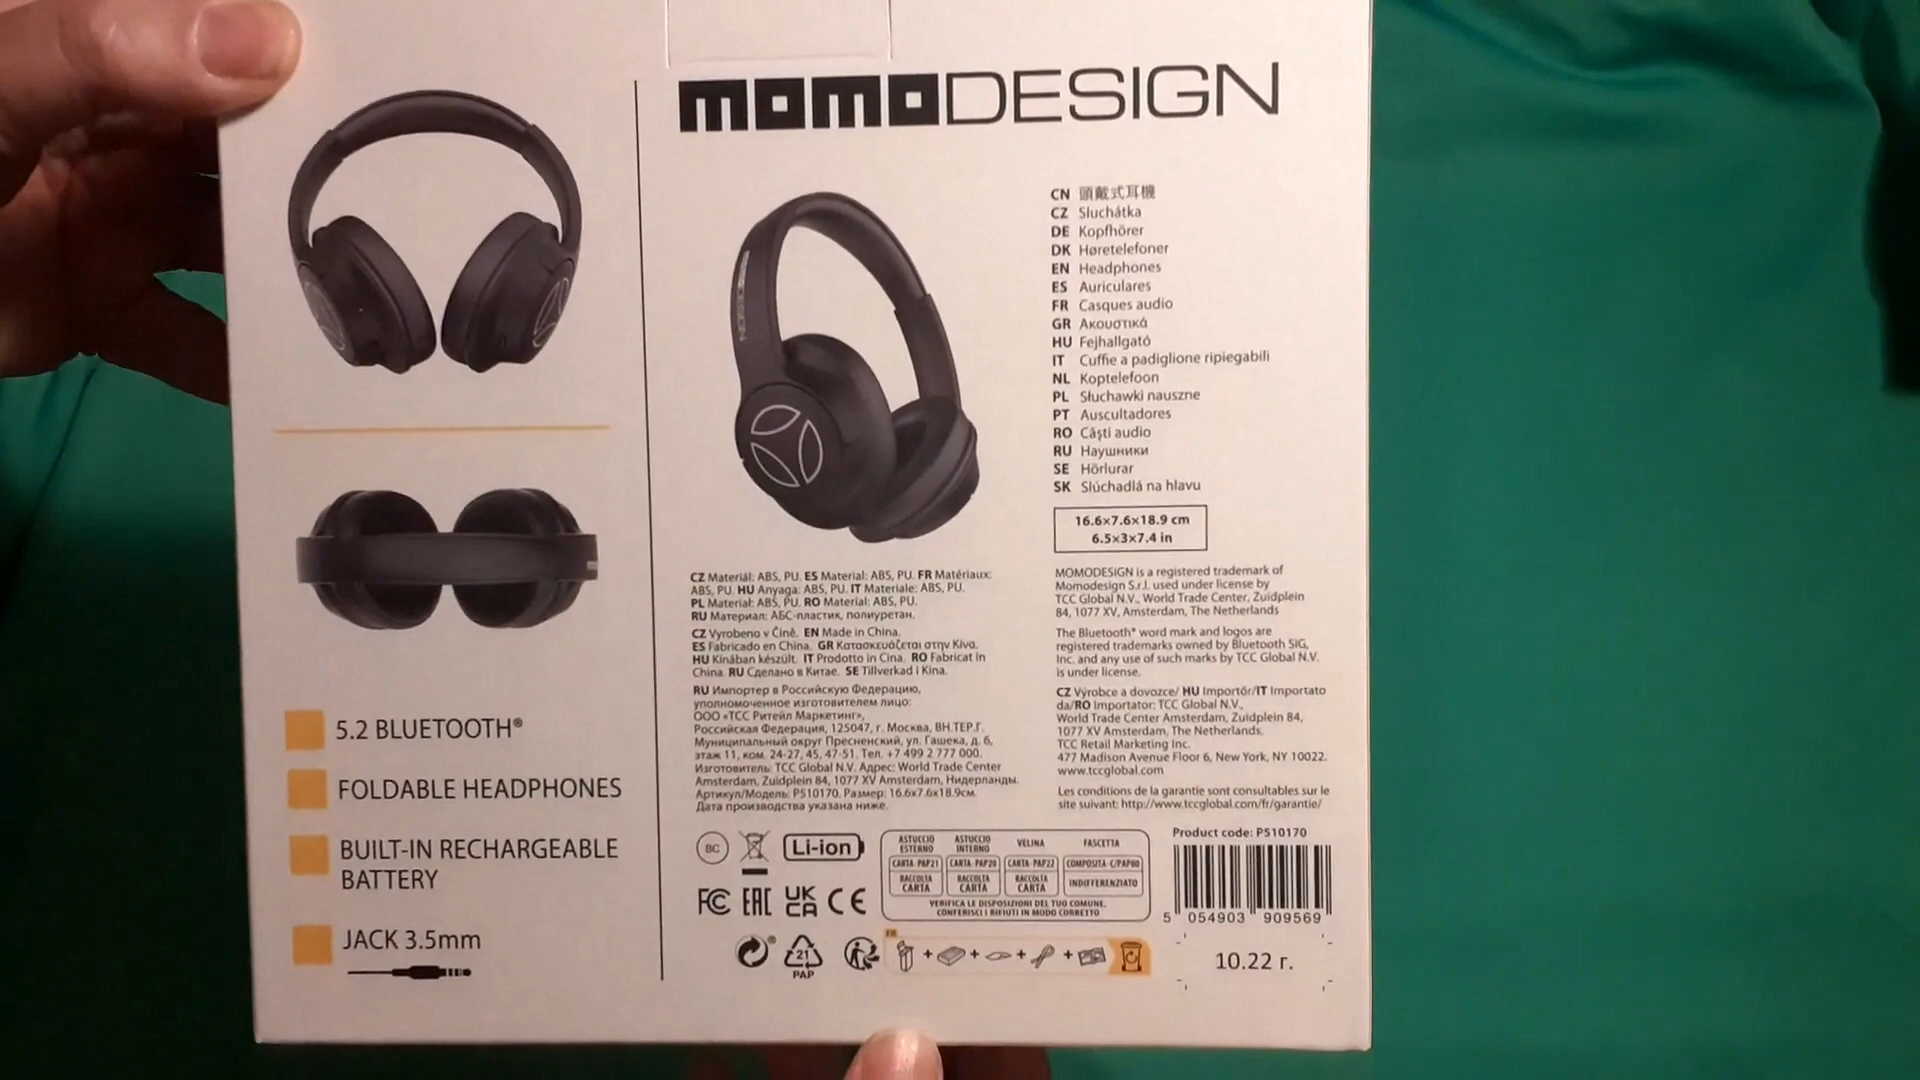 momoDESIGN
CN 頭戴式耳機
CZ Sluchátka
DE Kopfhörer
DK Høretelefoner
EN Headphones
ES Auriculares
FR Casques audio
GR Ακουστικά
HU Fejhallgató
IT Cuffie a padiglione ripiegabili
NL Koptelefoon
PL Słuchawki nauszne
PT Auscultadores
RO Căşti audio
RU Наушники
SE Hörlurar
SK Slúchadlá na hlavu
16.6x7.6x18.9 cm
6.5x3x7.4 in
5.2 BLUETOOTH®
FOLDABLE HEADPHONES
BUILT-IN RECHARGEABLE
BATTERY
JACK 3.5mm
CZ Materiál: ABS, PU. ES Material: ABS, PU. FR Matériaux:
ABS, PU. HU Anyaga: ABS, PU. IT Materiale: ABS, PU.
PL Materiał: ABS, PU. RO Material: ABS, PU.
RU Материал: АБС-пластик, полиуретан.
CZ Vyrobeno v Číně. EN Made in China.
ES Fabricado en China. GR Κατασκευάζεται στην Κίνα.
HU Kínában készült. IT Prodotto in Cina. RO Fabricat in
China. RU Сделано в Китае. SE Tillverkad i Kina.
RU Импортер в Российскую Федерацию,
уполномоченное изготовителем лицо:
ООО «ТСС Ритейл Маркетинг»,
Российская Федерация, 125047, г. Москва, ВН.ТЕР.Г.
Муниципальный округ Пресненский, ул. Гашека, д. 6,
этаж 11, ком. 24-27, 45, 47-51. Тел. +7 499 2 777 000.
Изготовитель: TCC Global N.V. Адрес: World Trade Center
Amsterdam, Zuidplein 84, 1077 XV Amsterdam, Нидерланды.
Артикул/Модель: P510170. Размер: 16.6x7.6x18.9см.
Дата производства указана ниже.
MOMODESIGN is a registered trademark of
Momodesign S.r.l. used under license by
TCC Global N.V., World Trade Center, Zuidplein
84, 1077 XV, Amsterdam, The Netherlands
The Bluetooth® word mark and logos are
registered trademarks owned by Bluetooth SIG,
Inc. and any use of such marks by TCC Global N.V.
is under license.
CZ Výrobce a dovozce/ HU Importőr/IT Importato
da/RO Importator: TCC Global N.V.,
World Trade Center Amsterdam, Zuidplein 84,
1077 XV Amsterdam, The Netherlands.
TCC Retail Marketing Inc.
477 Madison Avenue Floor 6, New York, NY 10022.
www.tccglobal.com
Les conditions de la garantie sont consultables sur le
site suivant: http://www.tccglobal.com/fr/garantie/
BC Li-ion
FC EAC UKCA CE
21
PAP
ASTUCCIO ESTERNO ASTUCCIO INTERNO VELINA FASCETTA
CARTA-PAP21 CARTA-PAP20 CARTA-PAP22 COMPOSITA-C/PAP80
RACCOLTA CARTA RACCOLTA CARTA RACCOLTA CARTA INDIFFERENZIATO
VERIFICA LE DISPOSIZIONI DEL TUO COMUNE.
CONFERISCI I RIFIUTI IN MODO CORRETTO
FR
+ + + +
Product code: P510170
5 054903 909569
10.22 г.